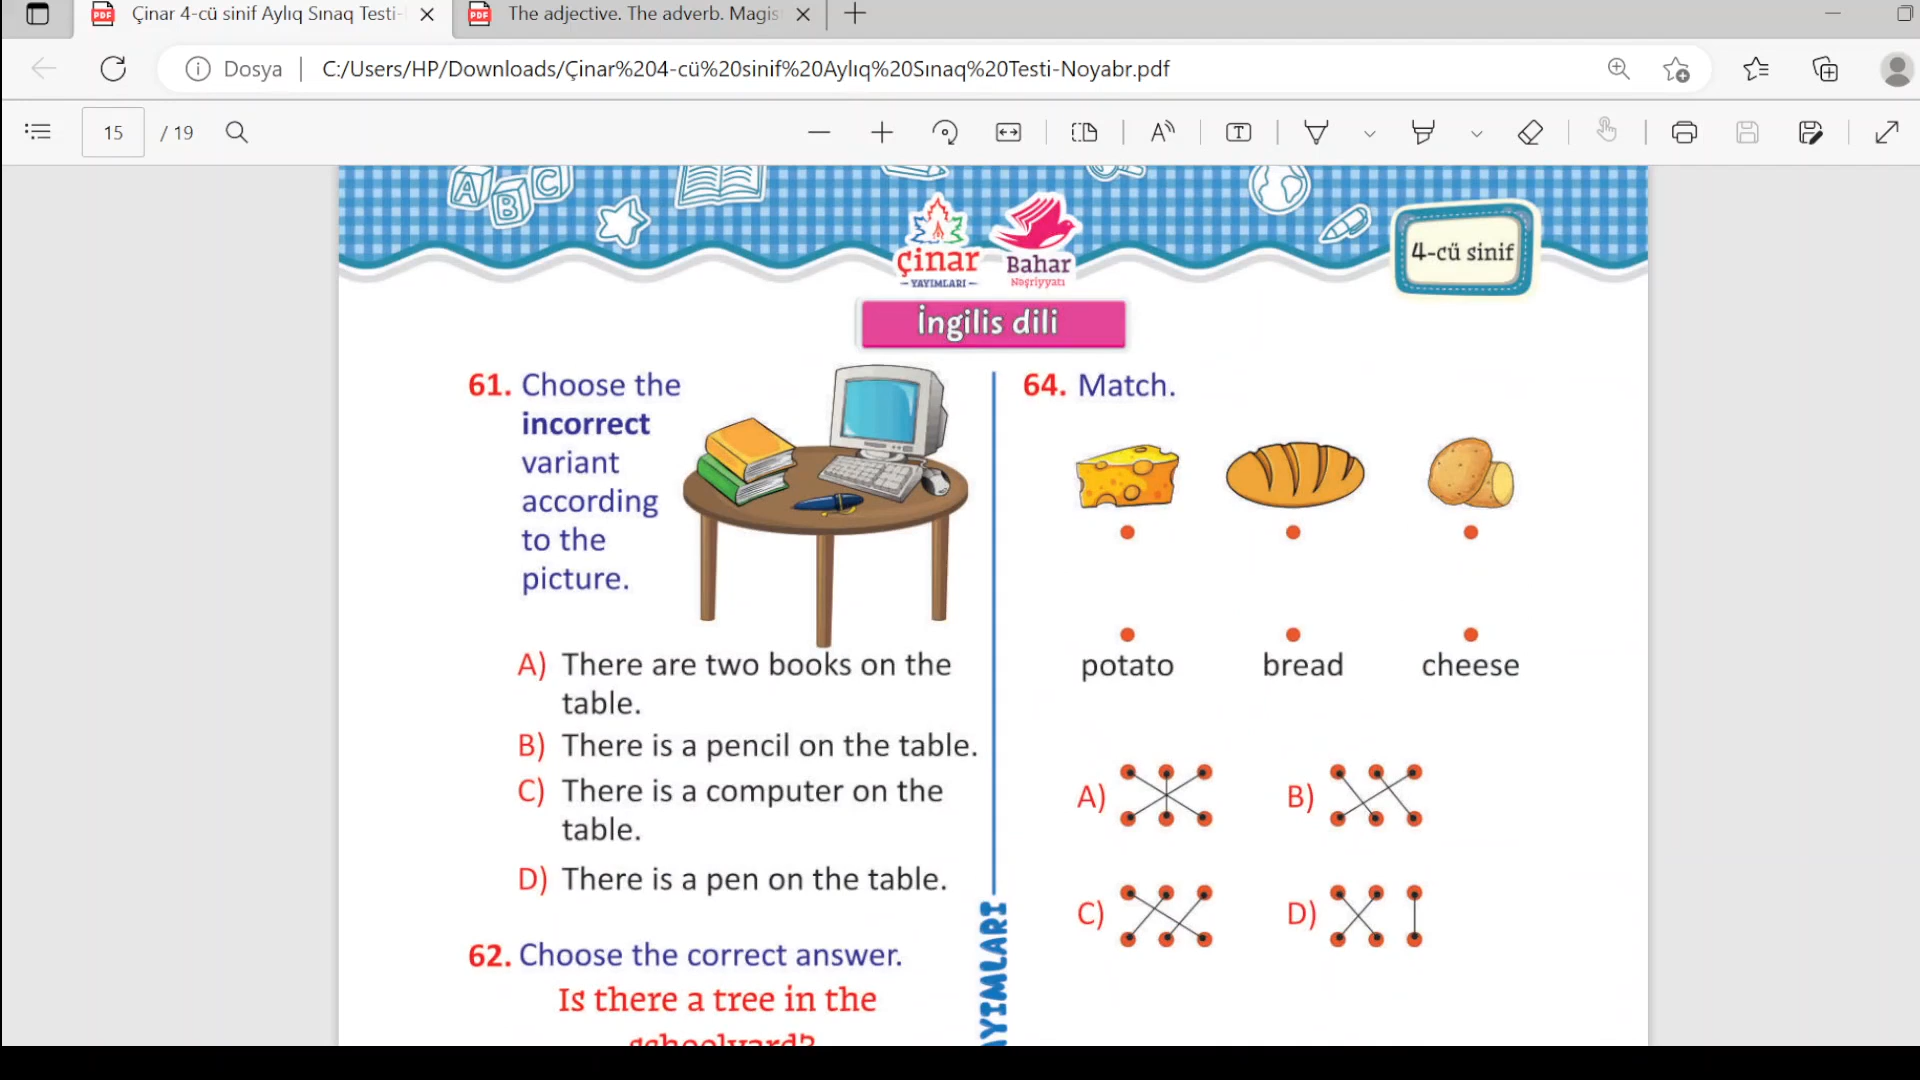 Çinar 4-cü sinif Aylıq Sınaq Testi-
The adjective. The adverb. Magis
Dosya
C:/Users/HP/Downloads/Çinar%204-cü%20sinif%20Aylıq%20Sınaq%20Testi-Noyabr.pdf
15 / 19
A B C
çinar
YAYIMLARI
Bahar
Nəşriyyatı
4-cü sinif
İngilis dili
61. Choose the
incorrect
variant
according
to the
picture.
A) There are two books on the
table.
B) There is a pencil on the table.
C) There is a computer on the
table.
D) There is a pen on the table.
62. Choose the correct answer.
Is there a tree in the
schoolyard?
64. Match.
potato bread cheese
A) B)
C) D)
AYIMLARI